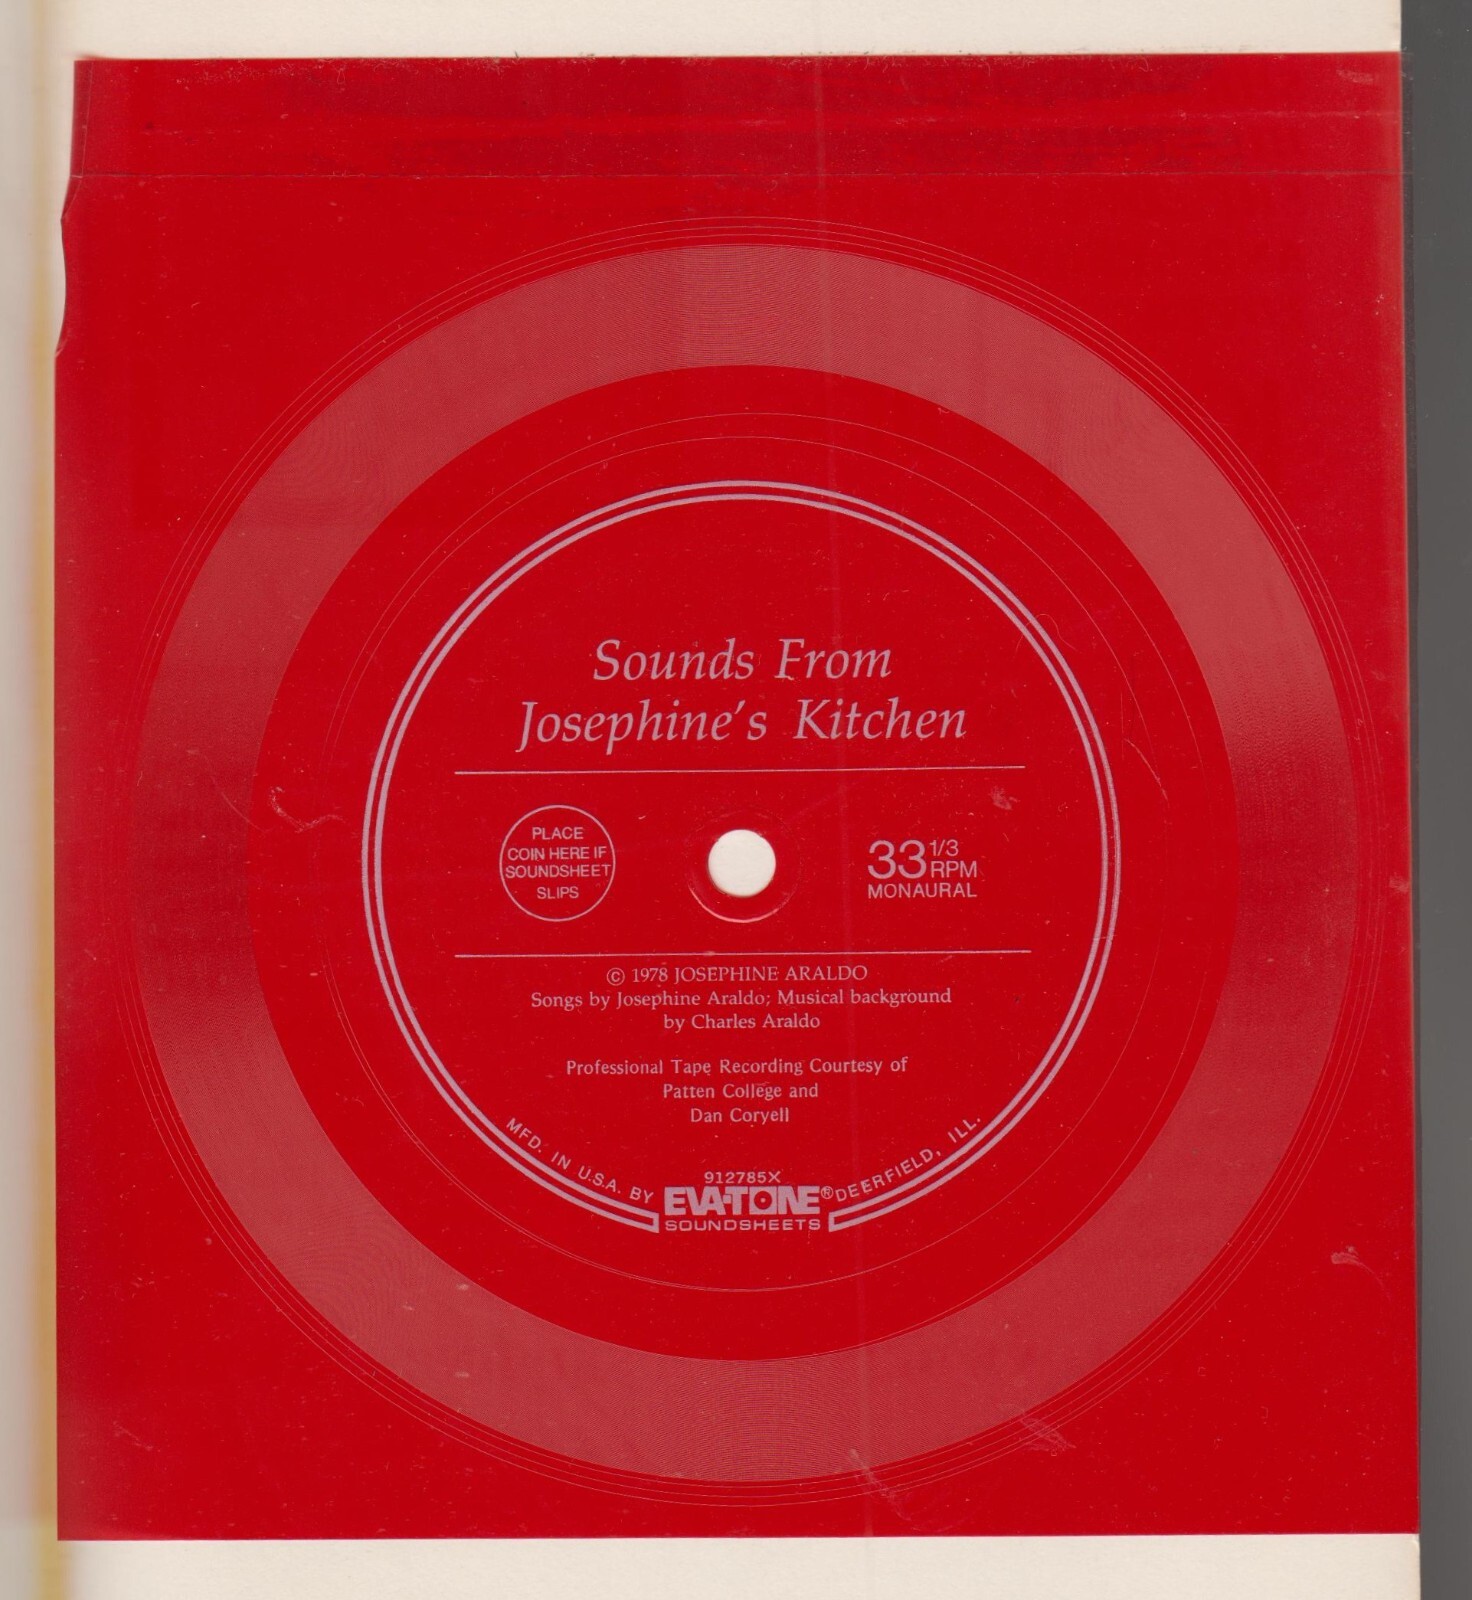 Sounds From
Josephine's Kitchen
PLACE
COIN HERE IF
SOUNDSHEET
SLIPS
33 1/3
RPM
MONAURAL
© 1978 JOSEPHINE ARALDO
Songs by Josephine Araldo; Musical background
by Charles Araldo
Professional Tape Recording Courtesy of
Patten College and
Dan Coryell
912785X
MFD. IN U.S.A. BY EVA-TONE® DEERFIELD, ILL.
SOUNDSHEETS